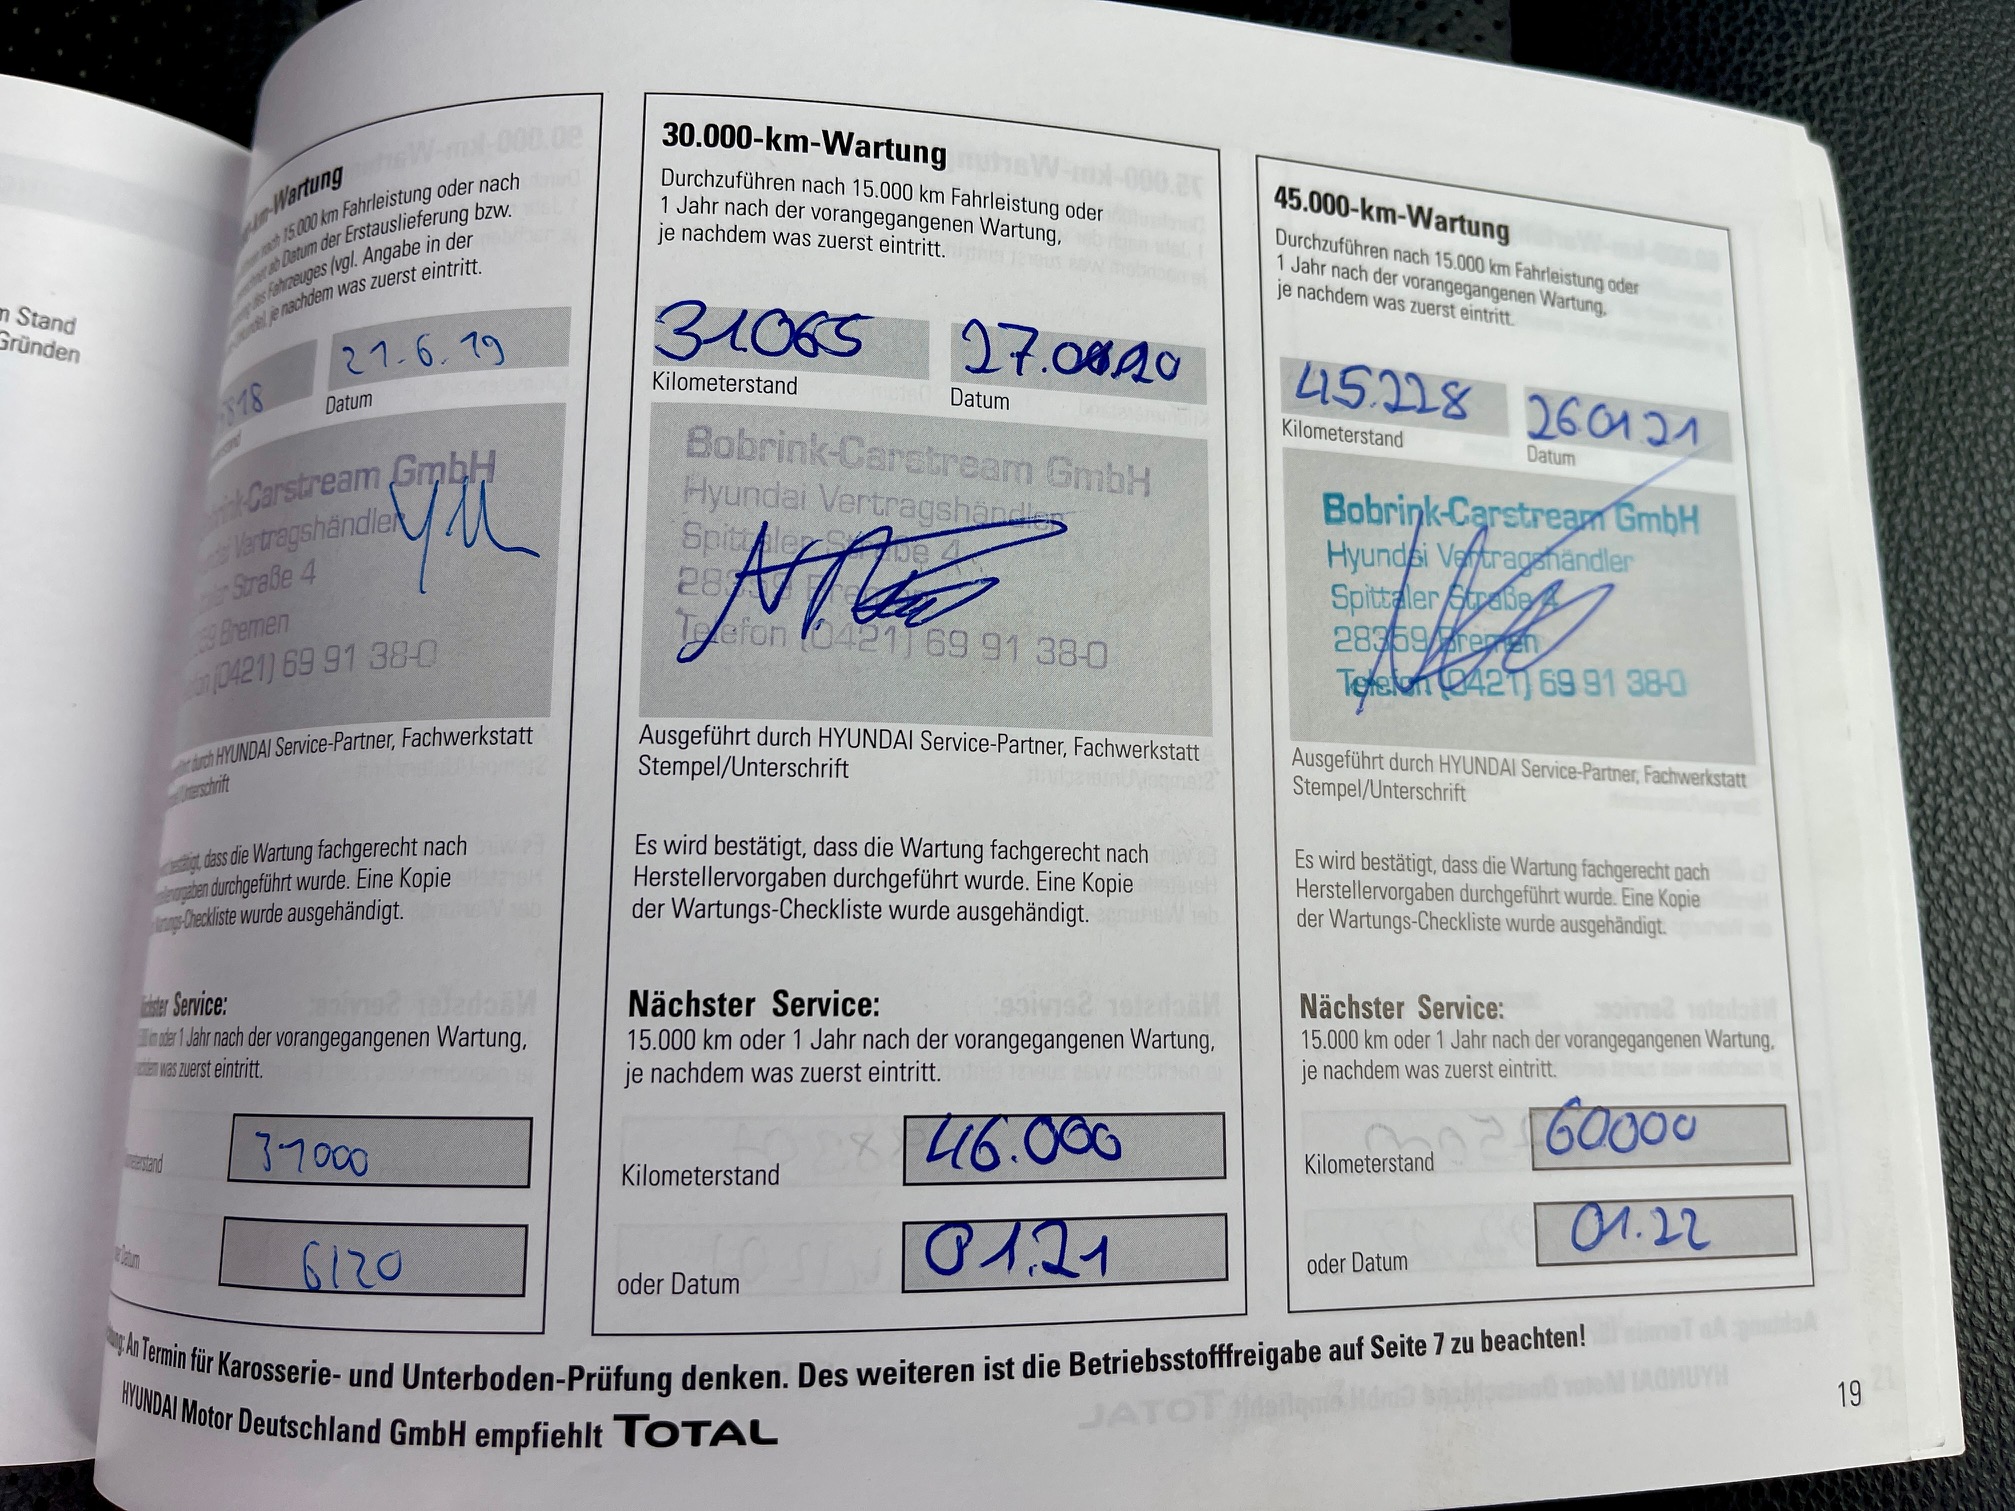 m Stand
Gründen
-km-Wartung
nach 15.000 km Fahrleistung oder nach
ab Datum der Erstauslieferung bzw.
des Fahrzeuges (vgl. Angabe in der
je nachdem was zuerst eintritt.
818
21.6.19
Datum
-Carstream GmbH
Vertragshändler
Straße 4
Bremen
(0421) 69 91 38-0
durch HYUNDAI Service-Partner, Fachwerkstatt
dass die Wartung fachgerecht nach
durchgeführt wurde. Eine Kopie
-Checkliste wurde ausgehändigt.
Service:
km oder 1 Jahr nach der vorangegangenen Wartung,
was zuerst eintritt.
31000
Datum
6/20
30.000-km-Wartung
Durchzuführen nach 15.000 km Fahrleistung oder
1 Jahr nach der vorangegangenen Wartung,
je nachdem was zuerst eintritt.
31065
Kilometerstand
Datum
Bobrink-Carstream GmbH
Hyundai Vertragshändler
Spittaler Straße 4
28359 Bremen
Telefon (0421) 69 91 38-0
Ausgeführt durch HYUNDAI Service-Partner, Fachwerkstatt
Stempel/Unterschrift
Es wird bestätigt, dass die Wartung fachgerecht nach
Herstellervorgaben durchgeführt wurde. Eine Kopie
der Wartungs-Checkliste wurde ausgehändigt.
Nächster Service:
15.000 km oder 1 Jahr nach der vorangegangenen Wartung,
je nachdem was zuerst eintritt.
Kilometerstand 46.000
oder Datum 01.21
45.000-km-Wartung
Durchzuführen nach 15.000 km Fahrleistung oder
1 Jahr nach der vorangegangenen Wartung,
je nachdem was zuerst eintritt.
45.228 26.01.21
Kilometerstand Datum
Bobrink-Carstream GmbH
Hyundai Vertragshändler
Spittaler Straße 4
28359 Bremen
Telefon (0421) 69 91 38-0
Ausgeführt durch HYUNDAI Service-Partner, Fachwerkstatt
Stempel/Unterschrift
Es wird bestätigt, dass die Wartung fachgerecht nach
Herstellervorgaben durchgeführt wurde. Eine Kopie
der Wartungs-Checkliste wurde ausgehändigt.
Nächster Service:
15.000 km oder 1 Jahr nach der vorangegangenen Wartung,
je nachdem was zuerst eintritt.
Kilometerstand 60000
oder Datum 01.22
An Termin für Karosserie- und Unterboden-Prüfung denken. Des weiteren ist die Betriebsstofffreigabe auf Seite 7 zu beachten!
HYUNDAI Motor Deutschland GmbH empfiehlt TOTAL
19